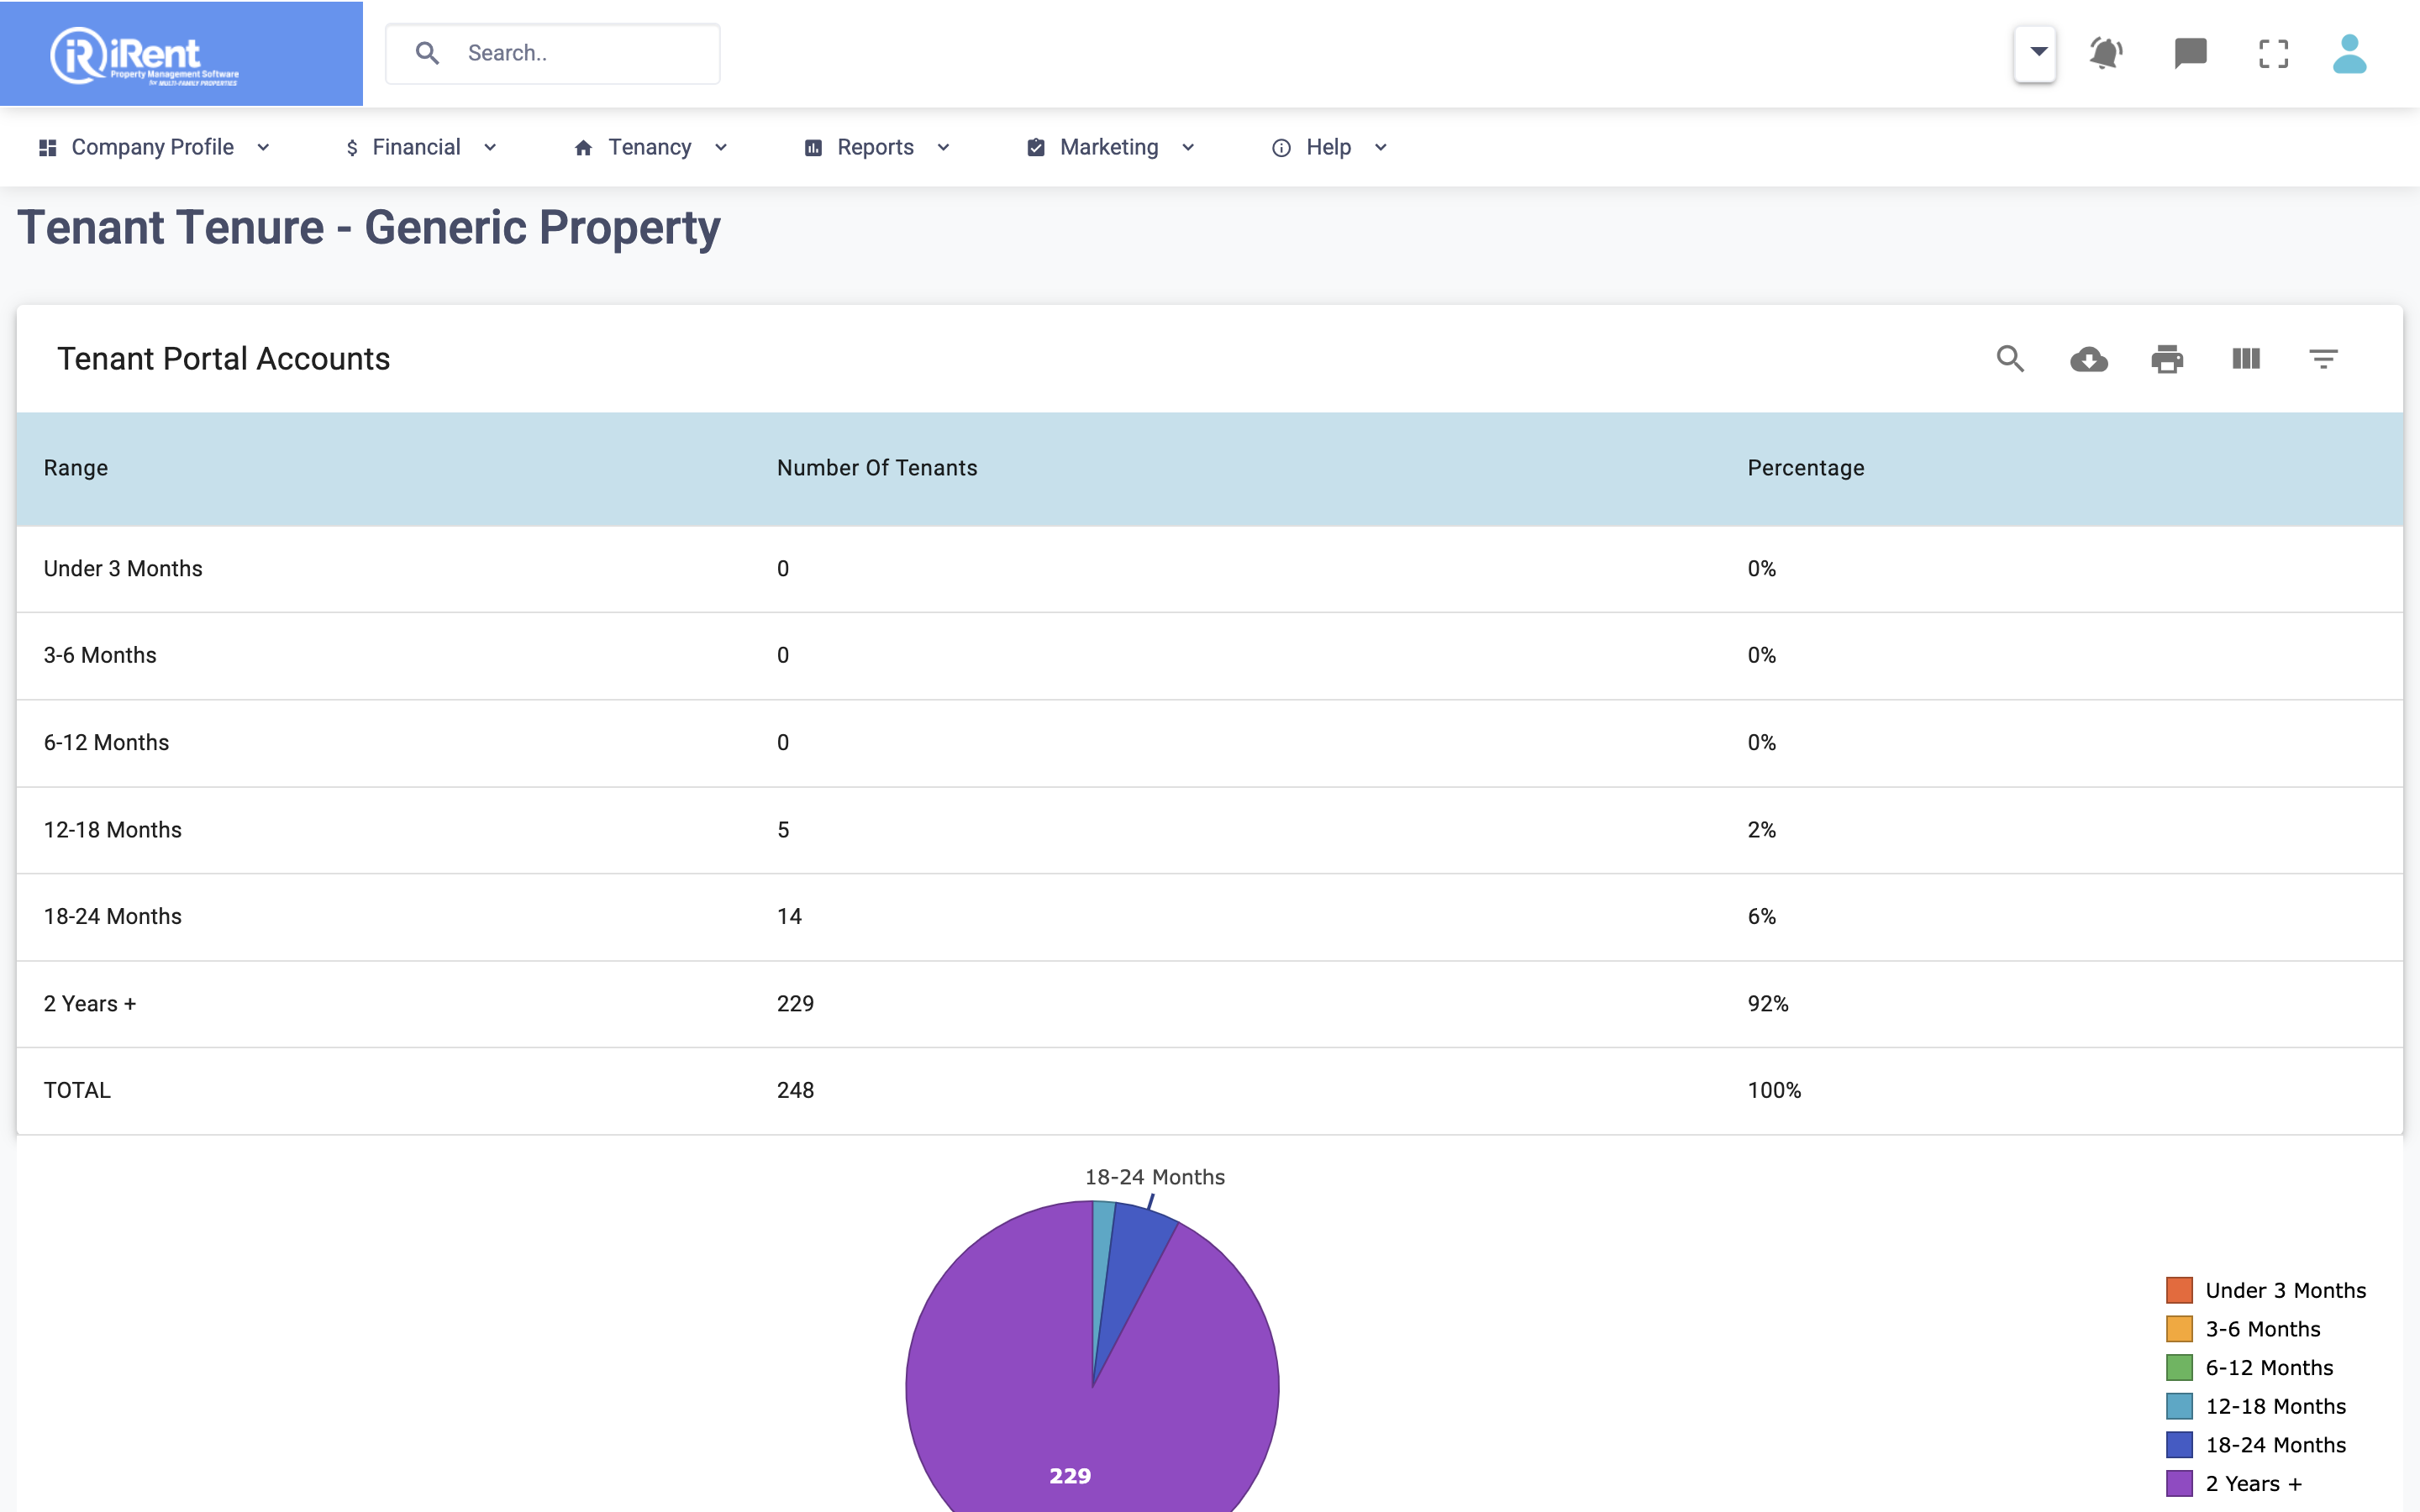 iRent
Property Management Software
for MULTI-FAMILY PROPERTIES
Search..
Company Profile
Financial
Tenancy
Reports
Marketing
Help
Tenant Tenure - Generic Property
Tenant Portal Accounts
Range Number Of Tenants Percentage
Under 3 Months 0 0%
3-6 Months 0 0%
6-12 Months 0 0%
12-18 Months 5 2%
18-24 Months 14 6%
2 Years + 229 92%
TOTAL 248 100%
18-24 Months
229
Under 3 Months
3-6 Months
6-12 Months
12-18 Months
18-24 Months
2 Years +